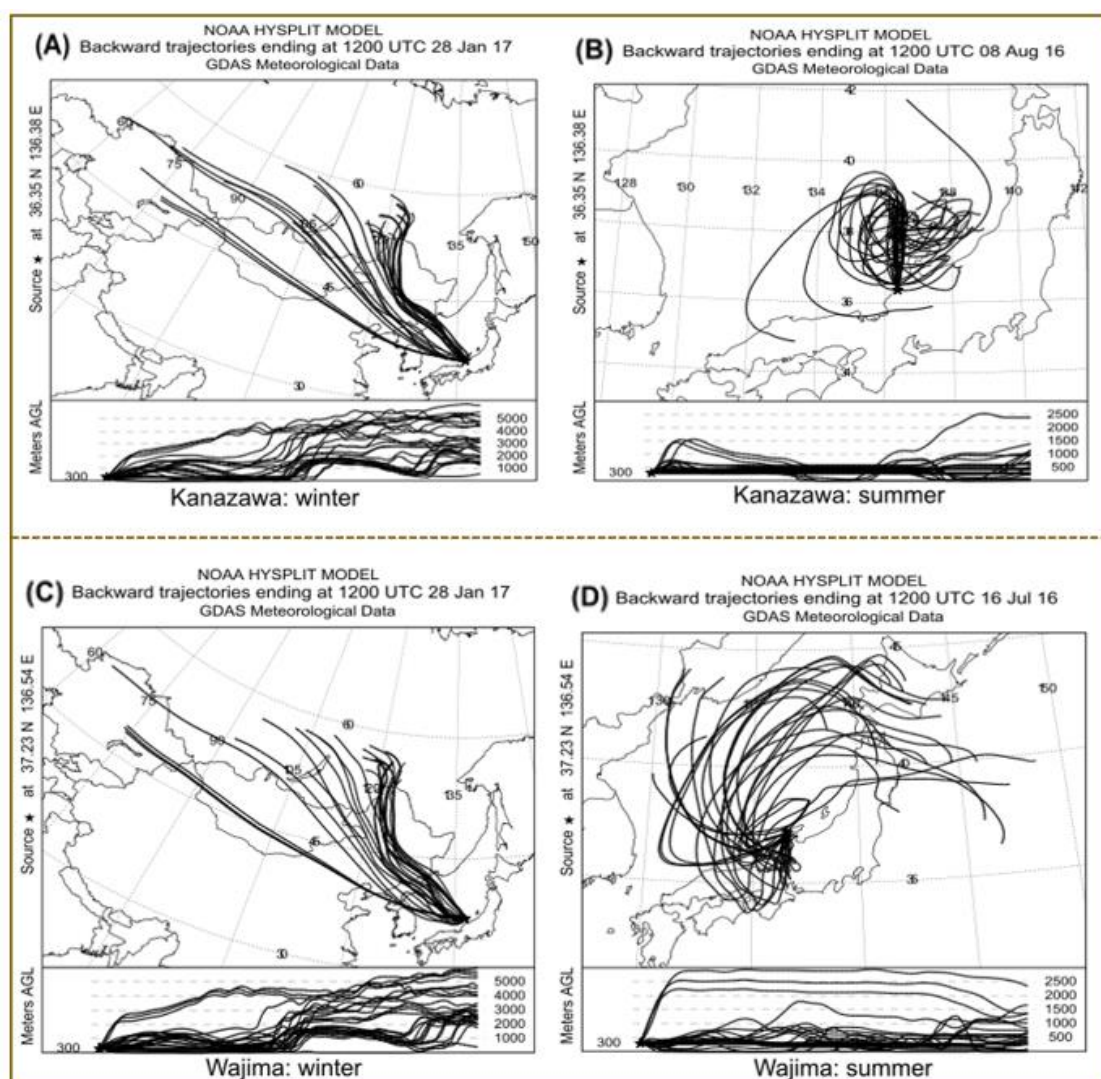 (A)
NOAA HYSPLIT MODEL
Backward trajectories ending at 1200 UTC 28 Jan 17
GDAS Meteorological Data
Source ★ at 36.35 N 136.38 E
60
75
90
60
135
150
45
30
Meters AGL
300
5000
4000
3000
2000
1000
Kanazawa: winter
(B)
NOAA HYSPLIT MODEL
Backward trajectories ending at 1200 UTC 08 Aug 16
GDAS Meteorological Data
Source ★ at 36.35 N 136.38 E
42
40
128
130
132
134
140
142
38
36
Meters AGL
300
2500
2000
1500
1000
500
Kanazawa: summer
(C)
NOAA HYSPLIT MODEL
Backward trajectories ending at 1200 UTC 28 Jan 17
GDAS Meteorological Data
Source ★ at 37.23 N 136.54 E
60
75
90
105
120
60
135
45
30
Meters AGL
300
5000
4000
3000
2000
1000
Wajima: winter
(D)
NOAA HYSPLIT MODEL
Backward trajectories ending at 1200 UTC 16 Jul 16
GDAS Meteorological Data
Source ★ at 37.23 N 136.54 E
45
130
145
150
40
35
Meters AGL
300
2500
2000
1500
1000
500
Wajima: summer